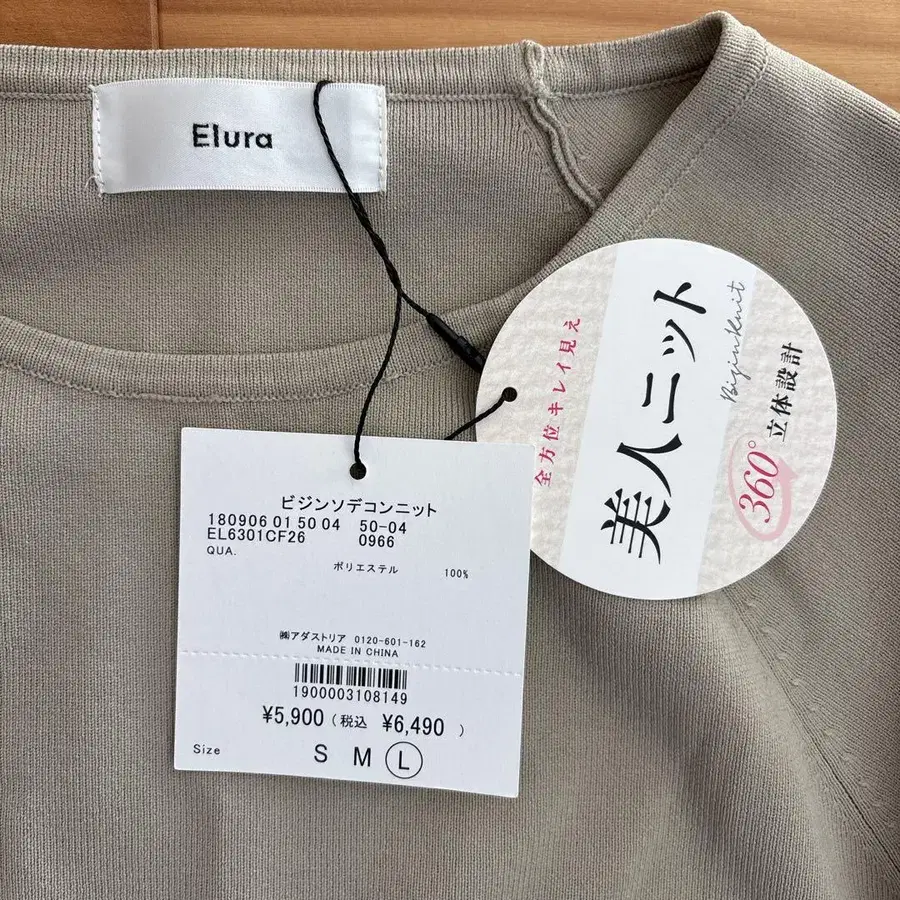 Elura
全方位キレイ見え
美人ニット
Bijin Knit
360°
立体設計
ビジンソデコンニット
180906 01 50 04 50-04
EL6301CF26 0966
QUA.
ポリエステル 100%
㈱アダストリア 0120-601-162
MADE IN CHINA
1900003108149
¥5,900 (税込 ¥6,490 )
Size S M L